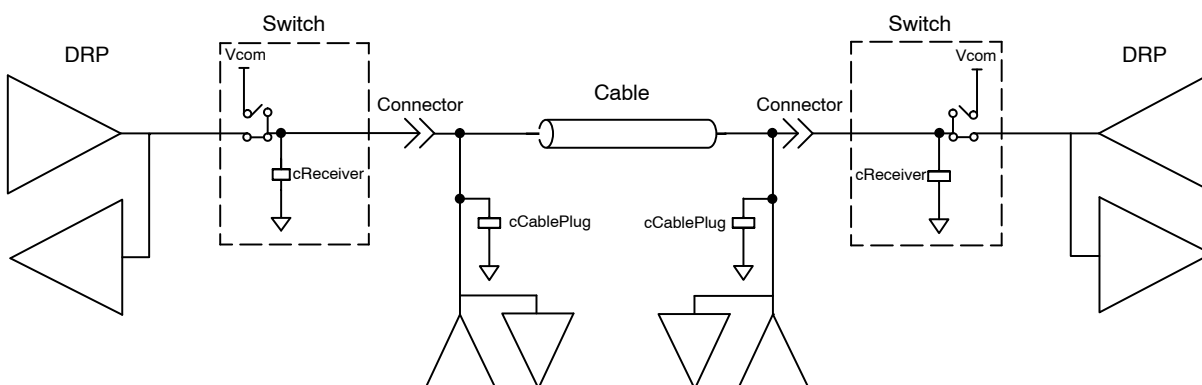 Switch
Switch
DRP
DRP
Vcom
Vcom
Cable
Connector
Connector
cReceiver
cReceiver
cCablePlug
cCablePlug